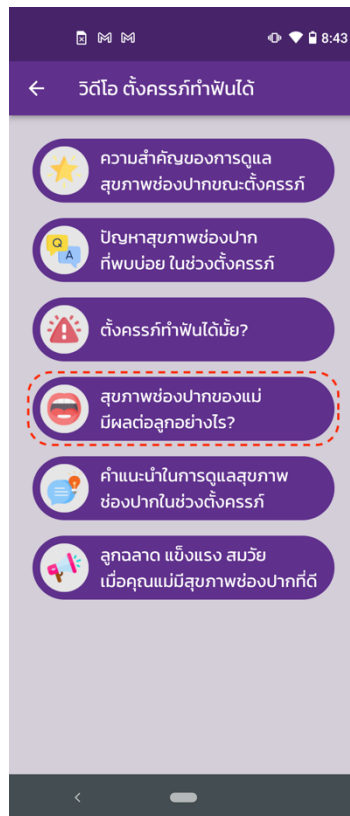 8:43
วิดีโอ ตั้งครรภ์ทำฟันได้
ความสำคัญของการดูแล
สุขภาพช่องปากขณะตั้งครรภ์
Q
A
ปัญหาสุขภาพช่องปาก
ที่พบบ่อย ในช่วงตั้งครรภ์
ตั้งครรภ์ทำฟันได้มั้ย?
สุขภาพช่องปากของแม่
มีผลต่อลูกอย่างไร?
คำแนะนำในการดูแลสุขภาพ
ช่องปากในช่วงตั้งครรภ์
ลูกฉลาด แข็งแรง สมวัย
เมื่อคุณแม่มีสุขภาพช่องปากที่ดี